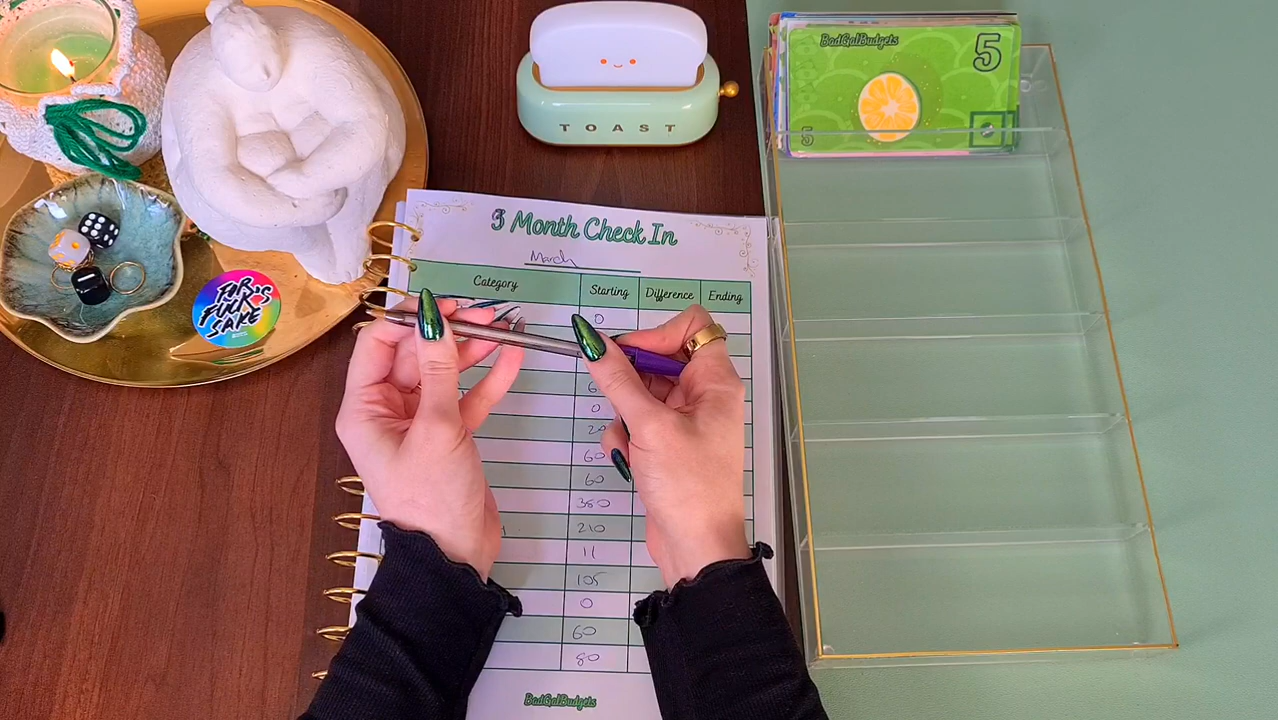 BadGalBudgets
5
5
TOAST
3 Month Check In
March
Category Starting Difference Ending
FOR
FUCK'S
SAKE
0
0
20
60
60
350
210
11
105
0
60
80
BadGalBudgets